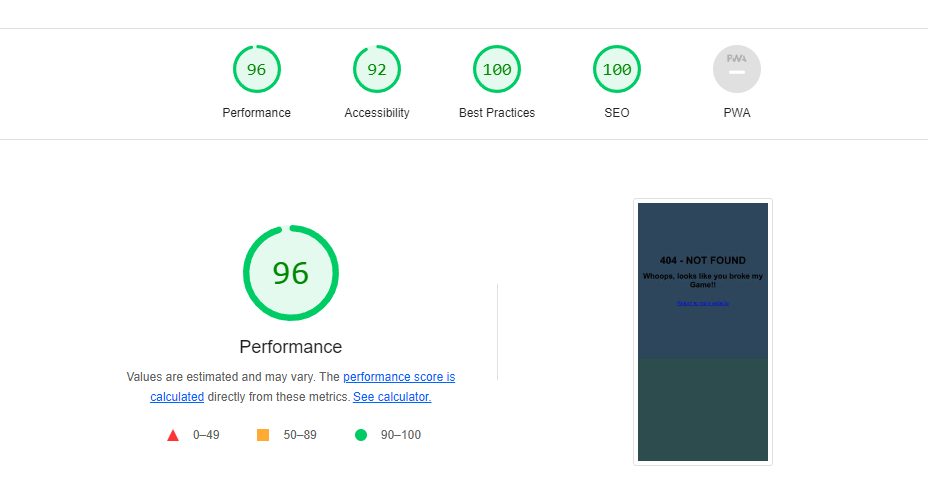 96
92
100
100
PWA
Performance
Accessibility
Best Practices
SEO
PWA
96
Performance
Values are estimated and may vary. The performance score is
calculated directly from these metrics. See calculator.
0–49
50–89
90–100
404 - NOT FOUND
Whoops, looks like you broke my
Game!!